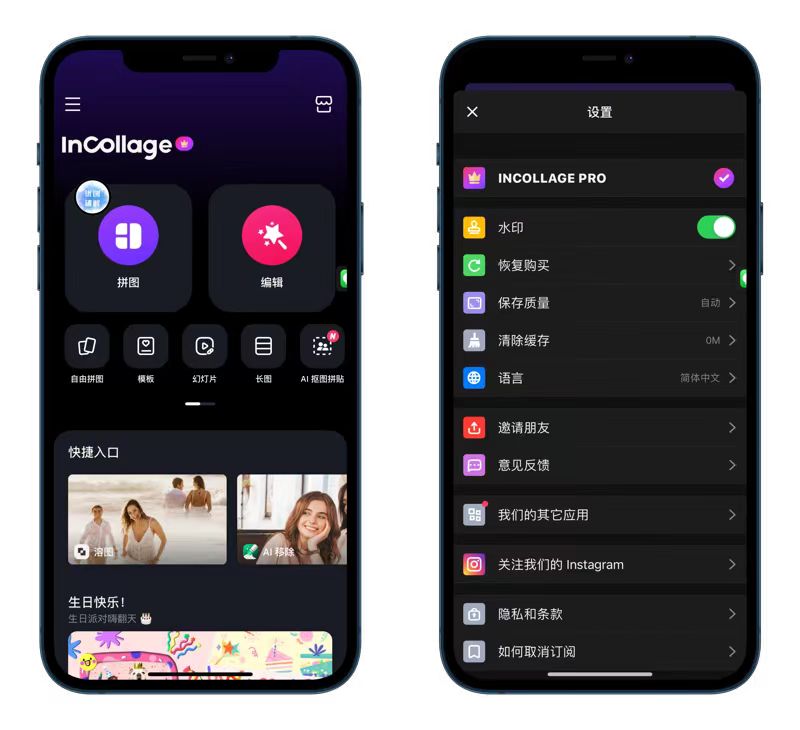 InCollage
拼图
编辑
自由拼图
模板
幻灯片
长图
N
AI 抠图拼贴
快捷入口
溶图
AI 移除
生日快乐！
生日派对嗨翻天
设置
INCOLLAGE PRO
水印
恢复购买
保存质量 自动
清除缓存 0M
语言 简体中文
邀请朋友
意见反馈
我们的其它应用
关注我们的 Instagram
隐私和条款
如何取消订阅